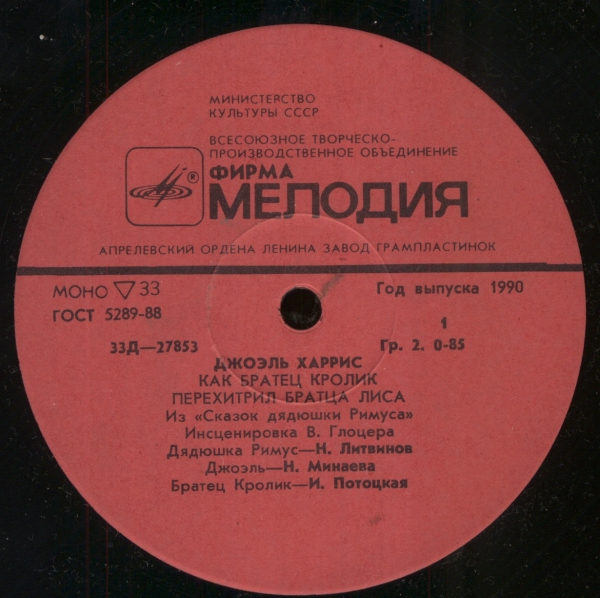 МИНИСТЕРСТВО
КУЛЬТУРЫ СССР
ВСЕСОЮЗНОЕ ТВОРЧЕСКО-
ПРОИЗВОДСТВЕННОЕ ОБЪЕДИНЕНИЕ
ФИРМА
®
МЕЛОДИЯ
АПРЕЛЕВСКИЙ ОРДЕНА ЛЕНИНА ЗАВОД ГРАМПЛАСТИНОК
МОНО ▽ 33
Год выпуска 1990
ГОСТ 5289-88
1
33Д—27853
Гр. 2. 0-85
ДЖОЭЛЬ ХАРРИС
КАК БРАТЕЦ КРОЛИК
ПЕРЕХИТРИЛ БРАТЦА ЛИСА
Из «Сказок дядюшки Римуса»
Инсценировка В. Глоцера
Дядюшка Римус—Н. Литвинов
Джоэль—Н. Минаева
Братец Кролик—И. Потоцкая